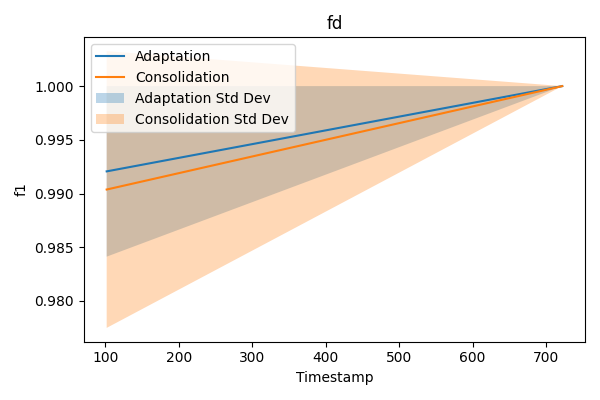 fd
Adaptation
Consolidation
Adaptation Std Dev
Consolidation Std Dev
1.000
0.995
0.990
0.985
0.980
f1
100 200 300 400 500 600 700
Timestamp